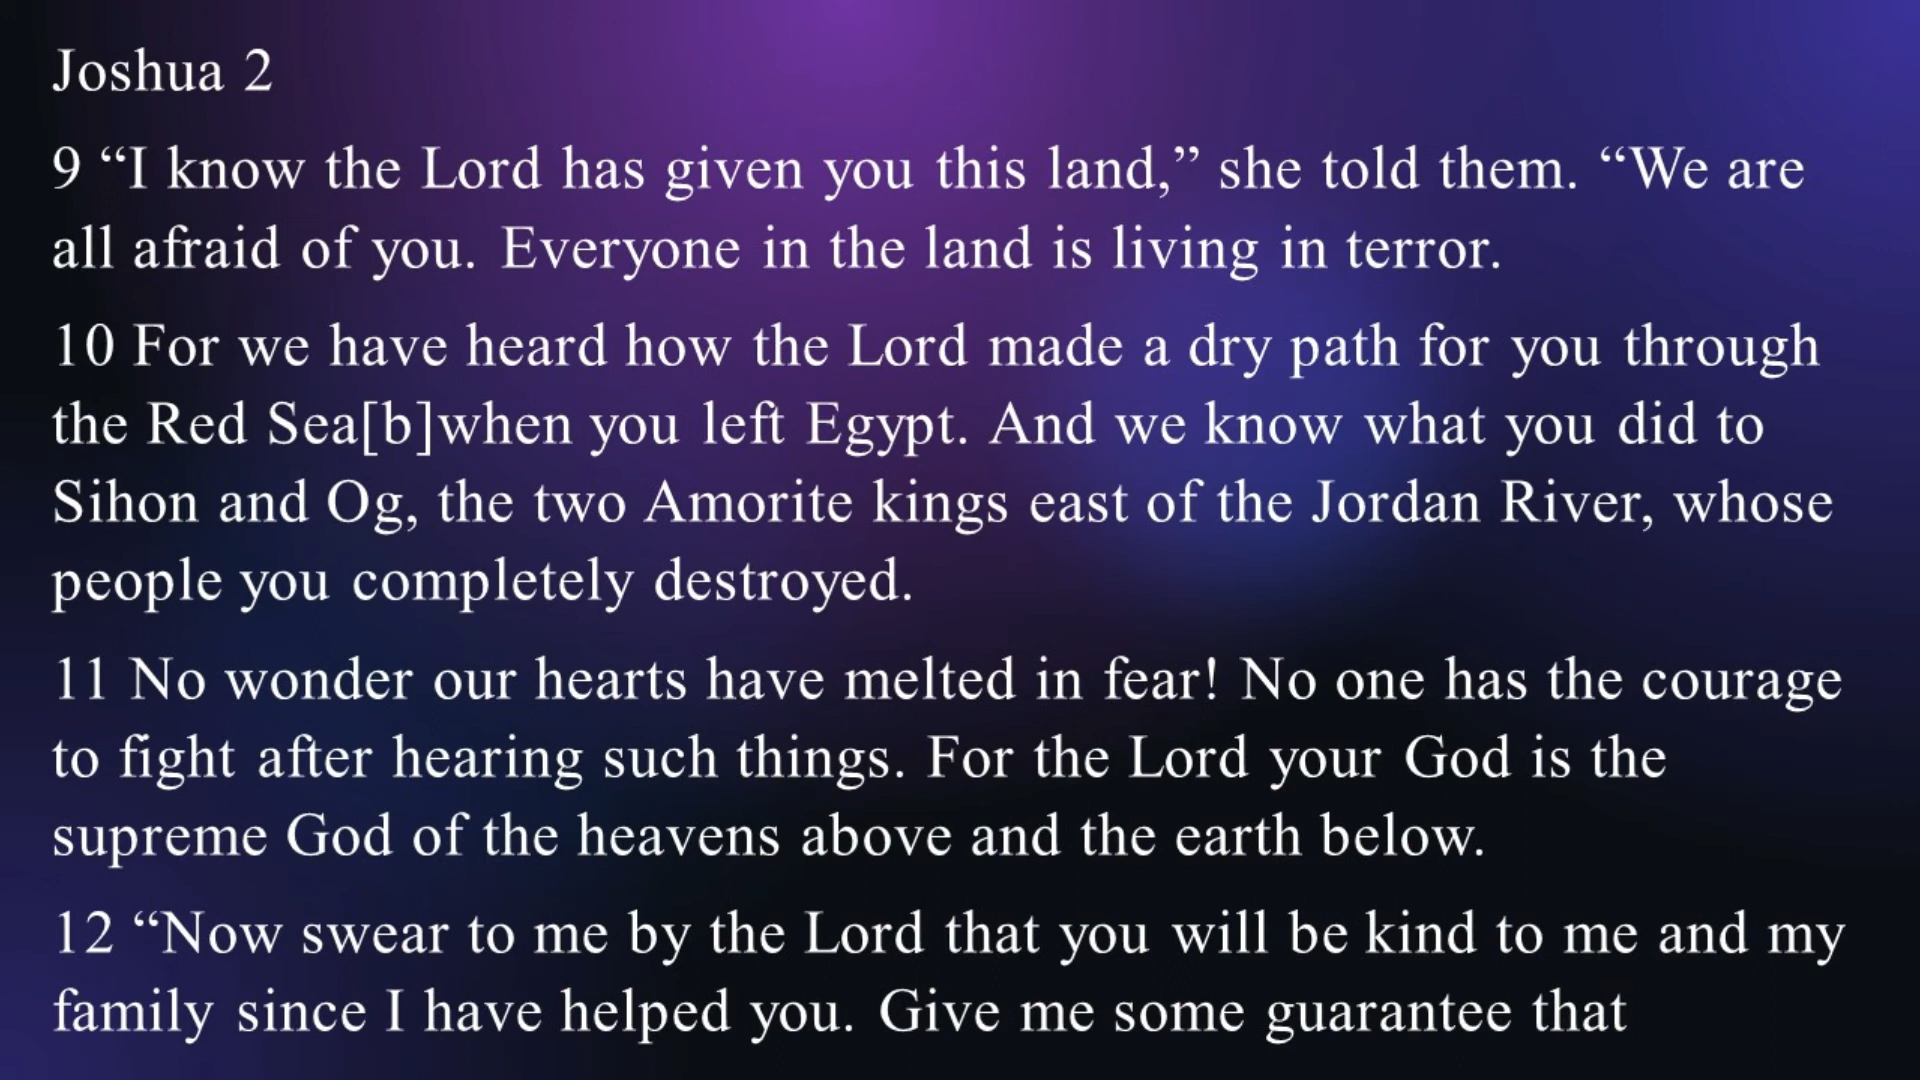 Joshua 2
9 “I know the Lord has given you this land,” she told them. “We are
all afraid of you. Everyone in the land is living in terror.
10 For we have heard how the Lord made a dry path for you through
the Red Sea[b]when you left Egypt. And we know what you did to
Sihon and Og, the two Amorite kings east of the Jordan River, whose
people you completely destroyed.
11 No wonder our hearts have melted in fear! No one has the courage
to fight after hearing such things. For the Lord your God is the
supreme God of the heavens above and the earth below.
12 “Now swear to me by the Lord that you will be kind to me and my
family since I have helped you. Give me some guarantee that